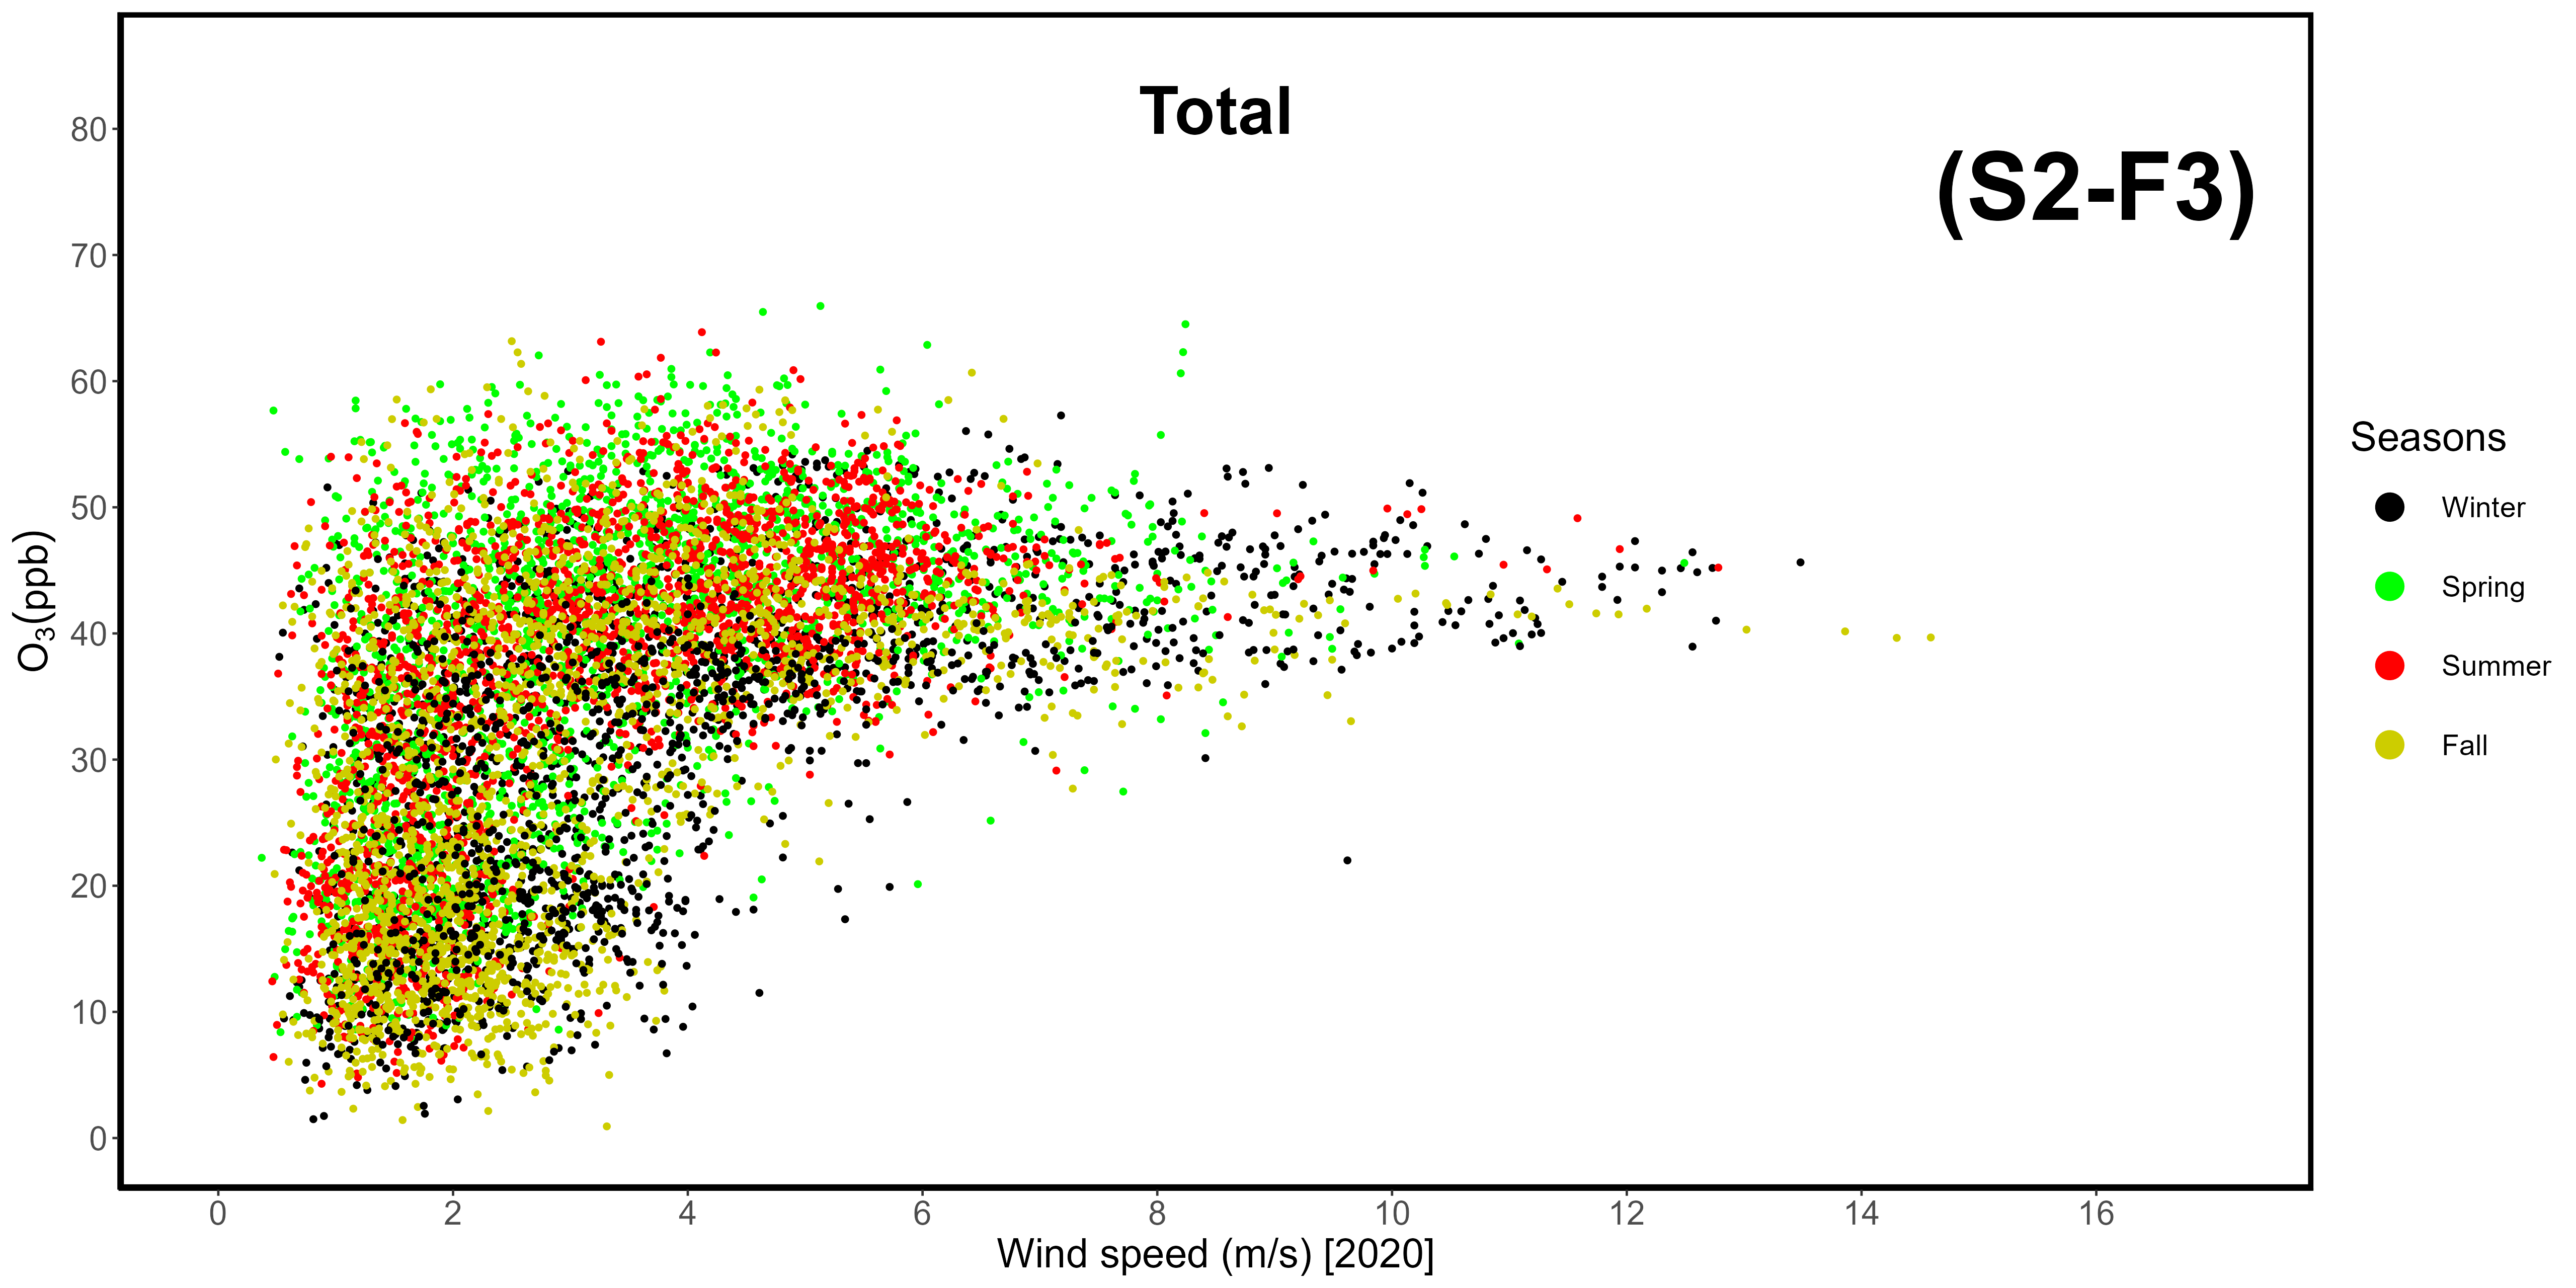 Total
(S2-F3)
80
70
60
50
40
30
20
10
0
O₃(ppb)
0 2 4 6 8 10 12 14 16
Wind speed (m/s) [2020]
Seasons
Winter
Spring
Summer
Fall